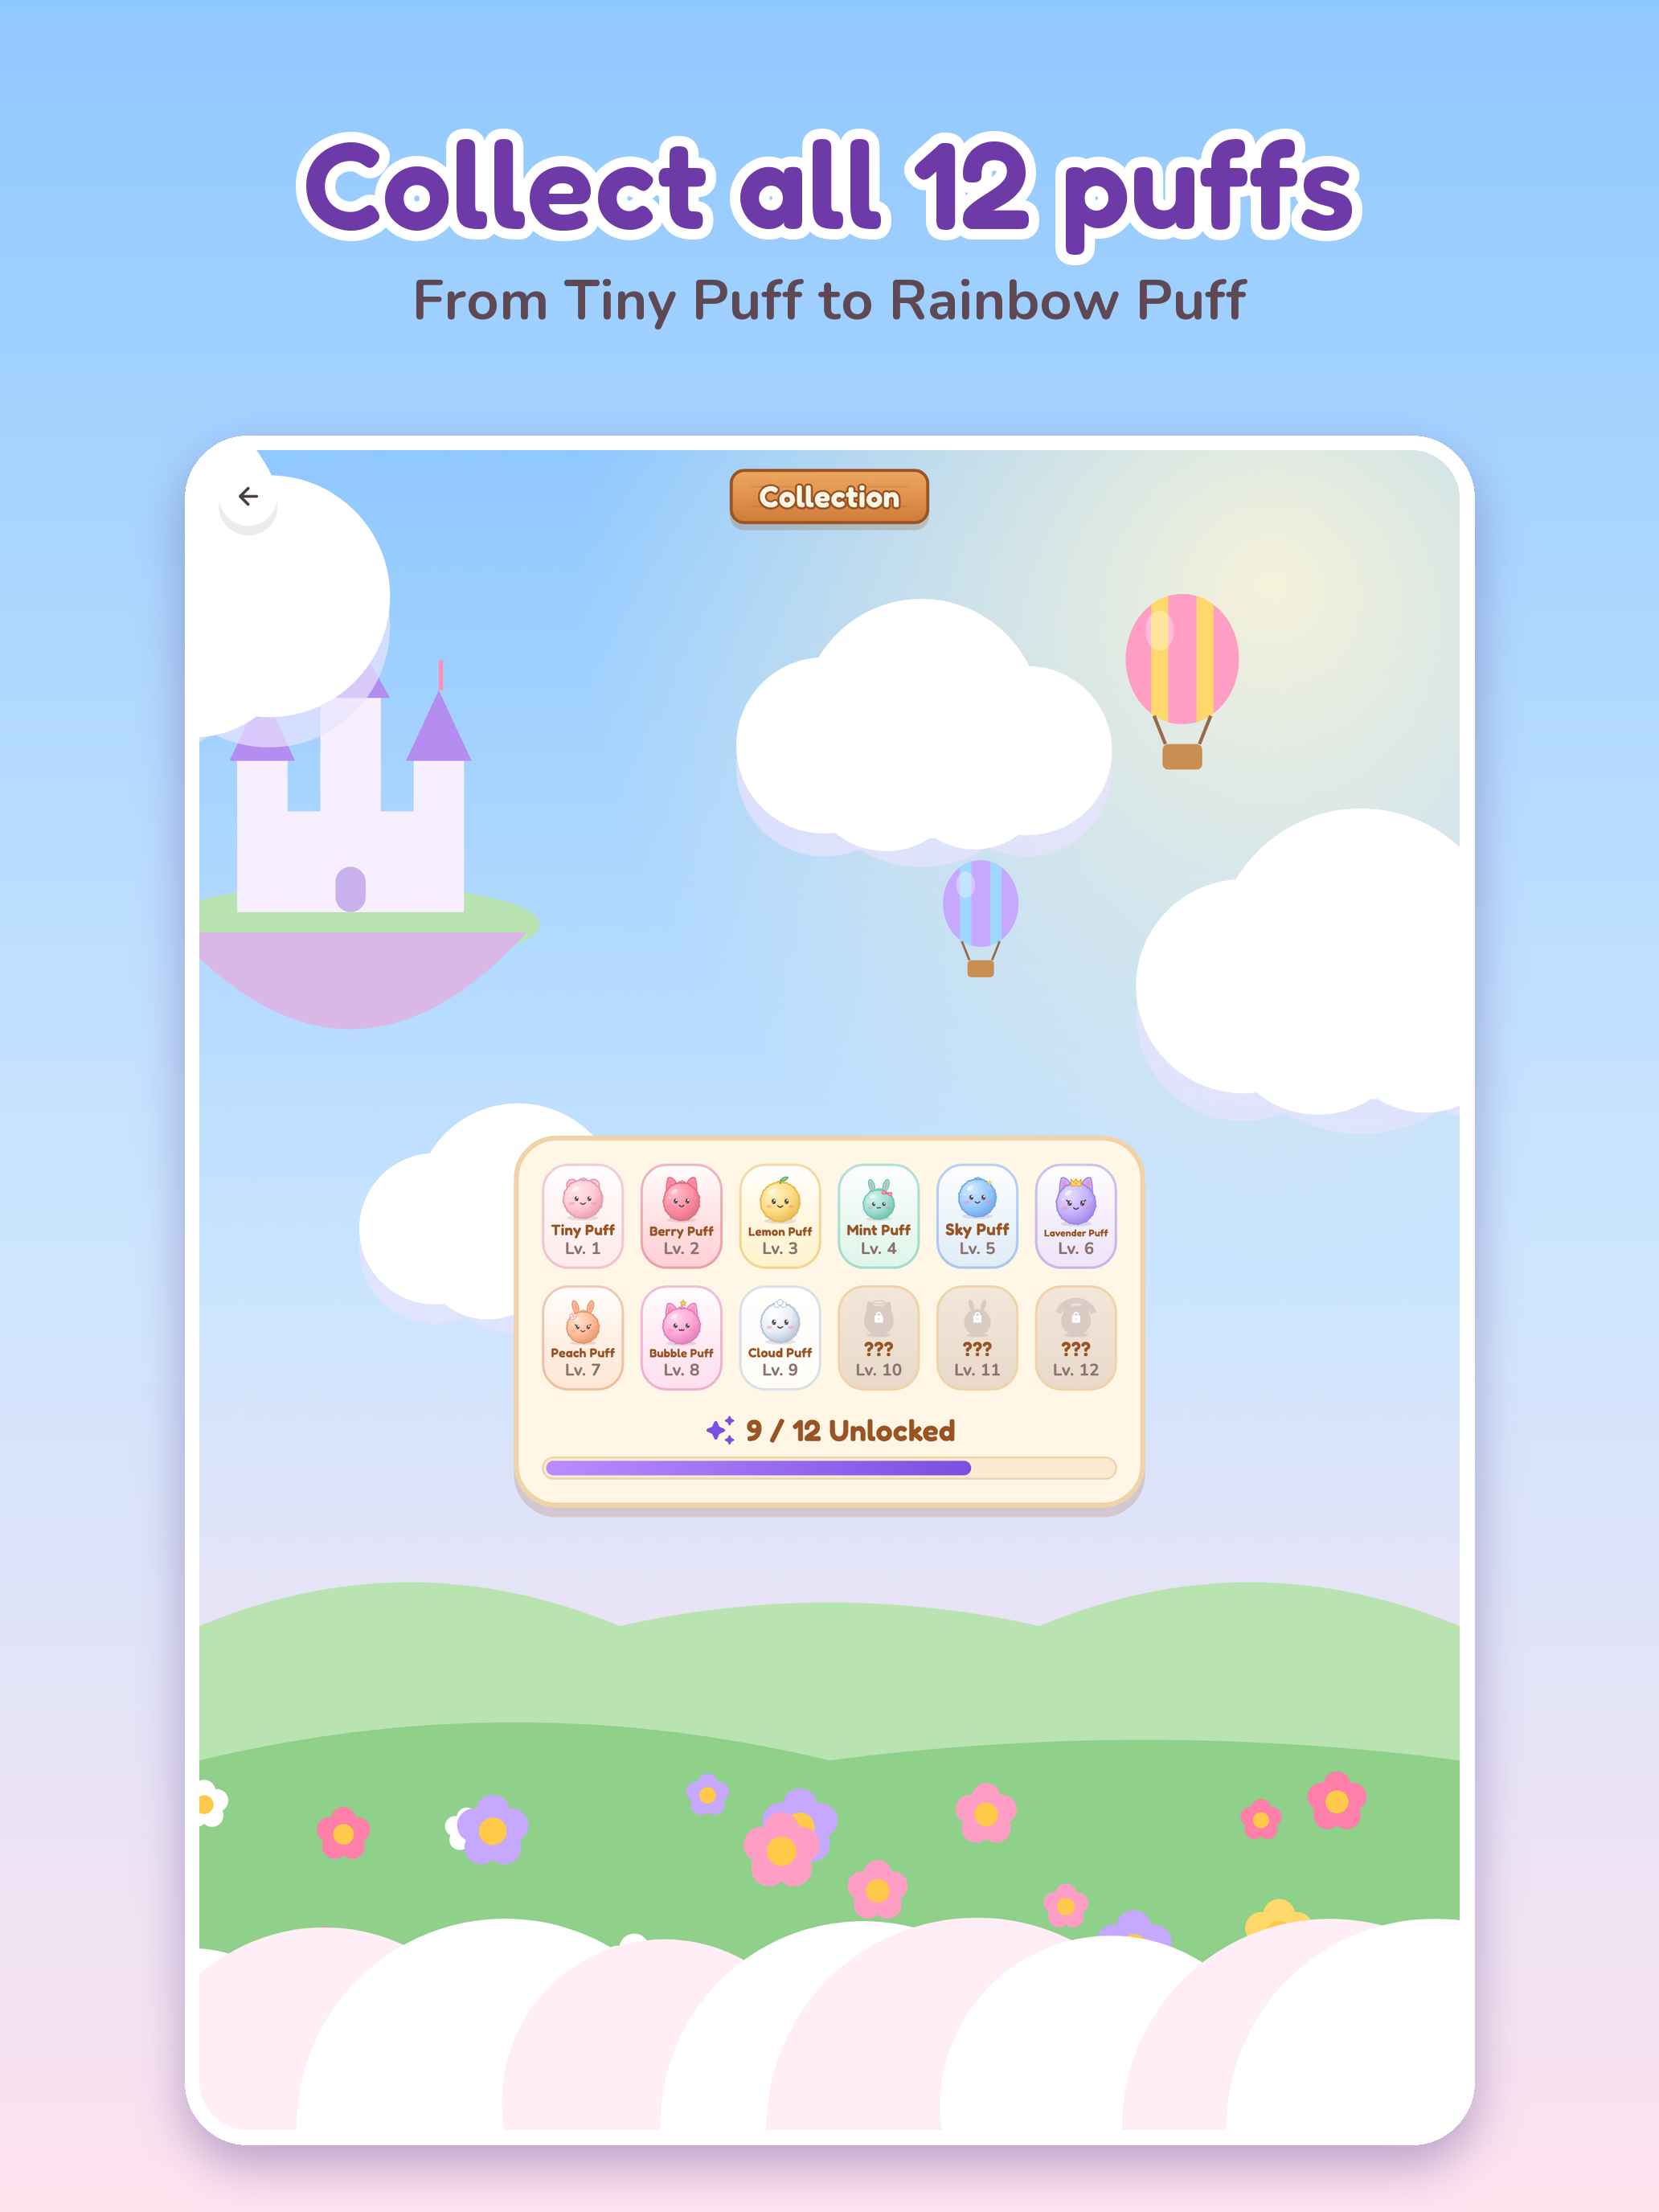 Collect all 12 puffs
From Tiny Puff to Rainbow Puff
Collection
Tiny Puff
Lv. 1
Berry Puff
Lv. 2
Lemon Puff
Lv. 3
Mint Puff
Lv. 4
Sky Puff
Lv. 5
Lavender Puff
Lv. 6
Peach Puff
Lv. 7
Bubble Puff
Lv. 8
Cloud Puff
Lv. 9
???
Lv. 10
???
Lv. 11
???
Lv. 12
9 / 12 Unlocked